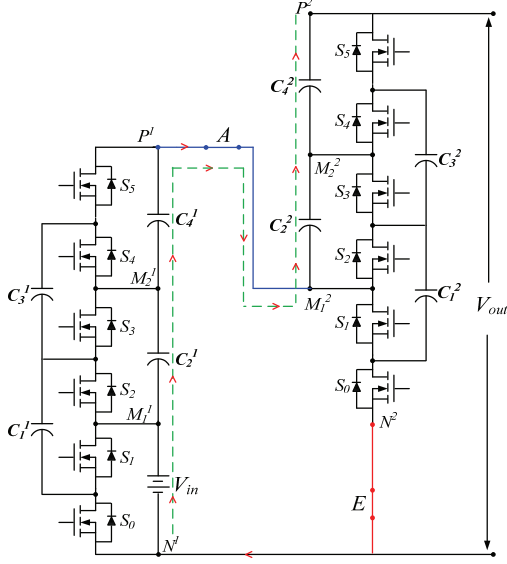 P²
S₅
C₄²
S₄
P¹ A
C₃²
M₂²
S₅
S₃
C₄¹
C₂²
S₄
S₂
M₂¹
C₃¹
M₁²
C₁²
V_out
S₃
S₁
C₂¹
S₂
S₀
C₁¹
M₁¹
N²
S₁
V_in
E
S₀
N¹